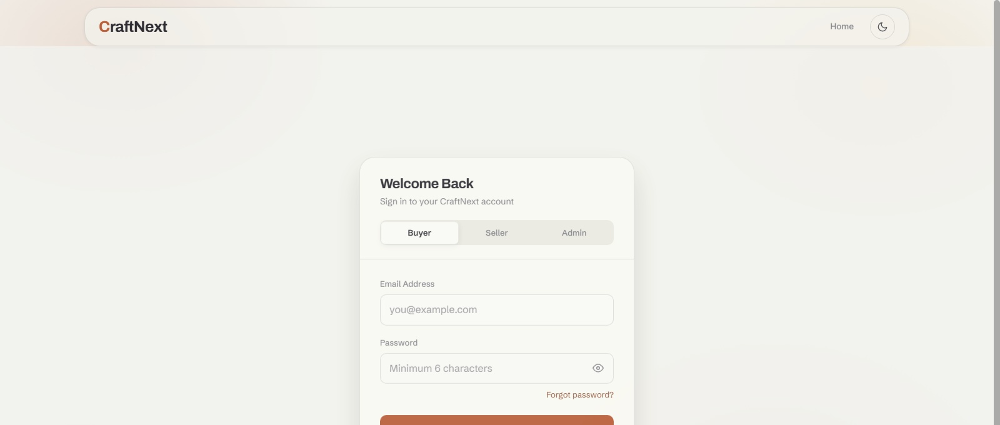 CraftNext
Home
Welcome Back
Sign in to your CraftNext account
Buyer
Seller
Admin
Email Address
you@example.com
Password
Minimum 6 characters
Forgot password?